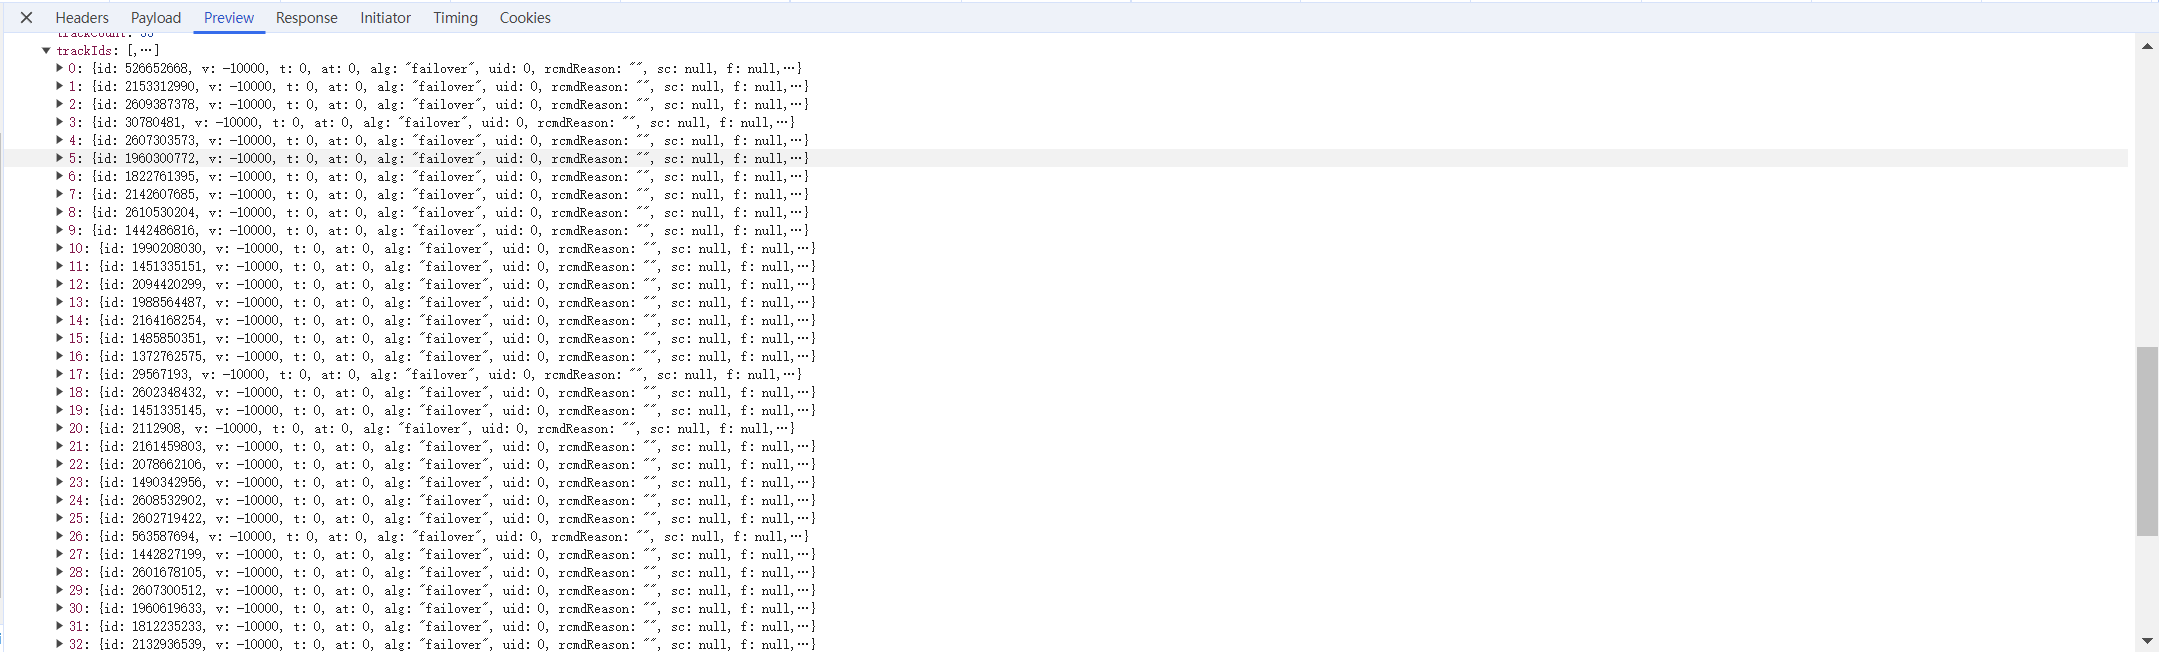 Headers Payload Preview Response Initiator Timing Cookies
trackCount: 33
trackIds: [,…]
0: {id: 526652668, v: -10000, t: 0, at: 0, alg: "failover", uid: 0, rcmdReason: "", sc: null, f: null,…}
1: {id: 2153312990, v: -10000, t: 0, at: 0, alg: "failover", uid: 0, rcmdReason: "", sc: null, f: null,…}
2: {id: 2609387378, v: -10000, t: 0, at: 0, alg: "failover", uid: 0, rcmdReason: "", sc: null, f: null,…}
3: {id: 30780481, v: -10000, t: 0, at: 0, alg: "failover", uid: 0, rcmdReason: "", sc: null, f: null,…}
4: {id: 2607303573, v: -10000, t: 0, at: 0, alg: "failover", uid: 0, rcmdReason: "", sc: null, f: null,…}
5: {id: 1960300772, v: -10000, t: 0, at: 0, alg: "failover", uid: 0, rcmdReason: "", sc: null, f: null,…}
6: {id: 1822761395, v: -10000, t: 0, at: 0, alg: "failover", uid: 0, rcmdReason: "", sc: null, f: null,…}
7: {id: 2142607685, v: -10000, t: 0, at: 0, alg: "failover", uid: 0, rcmdReason: "", sc: null, f: null,…}
8: {id: 2610530204, v: -10000, t: 0, at: 0, alg: "failover", uid: 0, rcmdReason: "", sc: null, f: null,…}
9: {id: 1442486816, v: -10000, t: 0, at: 0, alg: "failover", uid: 0, rcmdReason: "", sc: null, f: null,…}
10: {id: 1990208030, v: -10000, t: 0, at: 0, alg: "failover", uid: 0, rcmdReason: "", sc: null, f: null,…}
11: {id: 1451335151, v: -10000, t: 0, at: 0, alg: "failover", uid: 0, rcmdReason: "", sc: null, f: null,…}
12: {id: 2094420299, v: -10000, t: 0, at: 0, alg: "failover", uid: 0, rcmdReason: "", sc: null, f: null,…}
13: {id: 1988564487, v: -10000, t: 0, at: 0, alg: "failover", uid: 0, rcmdReason: "", sc: null, f: null,…}
14: {id: 2164168254, v: -10000, t: 0, at: 0, alg: "failover", uid: 0, rcmdReason: "", sc: null, f: null,…}
15: {id: 1485850351, v: -10000, t: 0, at: 0, alg: "failover", uid: 0, rcmdReason: "", sc: null, f: null,…}
16: {id: 1372762575, v: -10000, t: 0, at: 0, alg: "failover", uid: 0, rcmdReason: "", sc: null, f: null,…}
17: {id: 29567193, v: -10000, t: 0, at: 0, alg: "failover", uid: 0, rcmdReason: "", sc: null, f: null,…}
18: {id: 2602348432, v: -10000, t: 0, at: 0, alg: "failover", uid: 0, rcmdReason: "", sc: null, f: null,…}
19: {id: 1451335145, v: -10000, t: 0, at: 0, alg: "failover", uid: 0, rcmdReason: "", sc: null, f: null,…}
20: {id: 2112908, v: -10000, t: 0, at: 0, alg: "failover", uid: 0, rcmdReason: "", sc: null, f: null,…}
21: {id: 2161459803, v: -10000, t: 0, at: 0, alg: "failover", uid: 0, rcmdReason: "", sc: null, f: null,…}
22: {id: 2078662106, v: -10000, t: 0, at: 0, alg: "failover", uid: 0, rcmdReason: "", sc: null, f: null,…}
23: {id: 1490342956, v: -10000, t: 0, at: 0, alg: "failover", uid: 0, rcmdReason: "", sc: null, f: null,…}
24: {id: 2608532902, v: -10000, t: 0, at: 0, alg: "failover", uid: 0, rcmdReason: "", sc: null, f: null,…}
25: {id: 2602719422, v: -10000, t: 0, at: 0, alg: "failover", uid: 0, rcmdReason: "", sc: null, f: null,…}
26: {id: 563587694, v: -10000, t: 0, at: 0, alg: "failover", uid: 0, rcmdReason: "", sc: null, f: null,…}
27: {id: 1442827199, v: -10000, t: 0, at: 0, alg: "failover", uid: 0, rcmdReason: "", sc: null, f: null,…}
28: {id: 2601678105, v: -10000, t: 0, at: 0, alg: "failover", uid: 0, rcmdReason: "", sc: null, f: null,…}
29: {id: 2607300512, v: -10000, t: 0, at: 0, alg: "failover", uid: 0, rcmdReason: "", sc: null, f: null,…}
30: {id: 1960619633, v: -10000, t: 0, at: 0, alg: "failover", uid: 0, rcmdReason: "", sc: null, f: null,…}
31: {id: 1812235233, v: -10000, t: 0, at: 0, alg: "failover", uid: 0, rcmdReason: "", sc: null, f: null,…}
32: {id: 2132936539, v: -10000, t: 0, at: 0, alg: "failover", uid: 0, rcmdReason: "", sc: null, f: null,…}